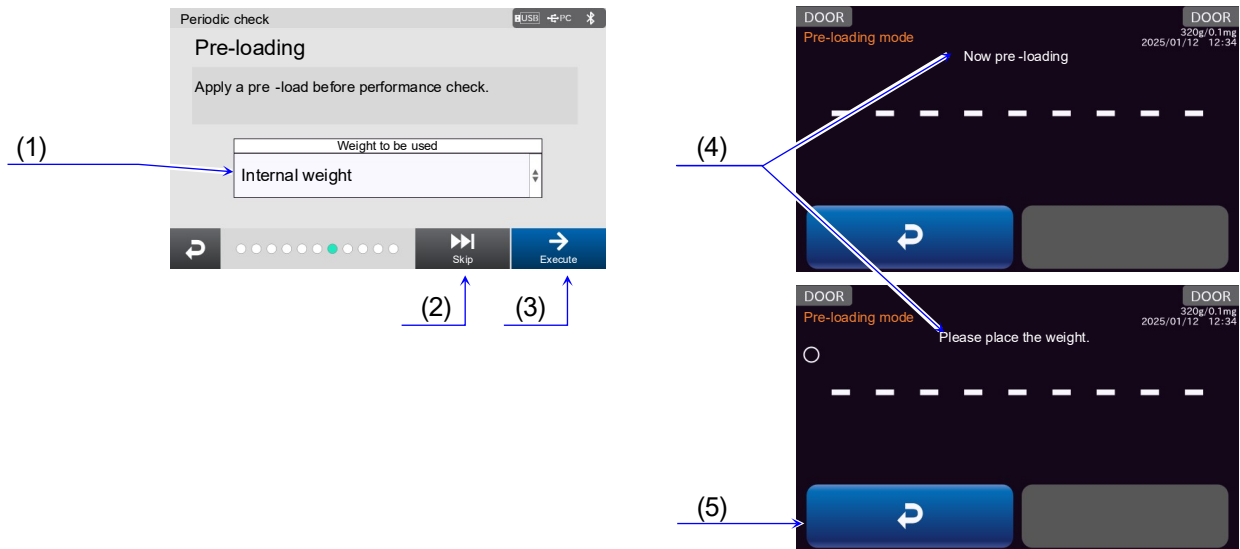 Periodic check
USB PC
Pre-loading
Apply a pre -load before performance check.
Weight to be used
Internal weight
Skip
Execute
(1)
(2)
(3)
DOOR DOOR
Pre-loading mode
320g/0.1mg
2025/01/12 12:34
Now pre -loading
(4)
DOOR DOOR
Pre-loading mode
320g/0.1mg
2025/01/12 12:34
Please place the weight.
(5)